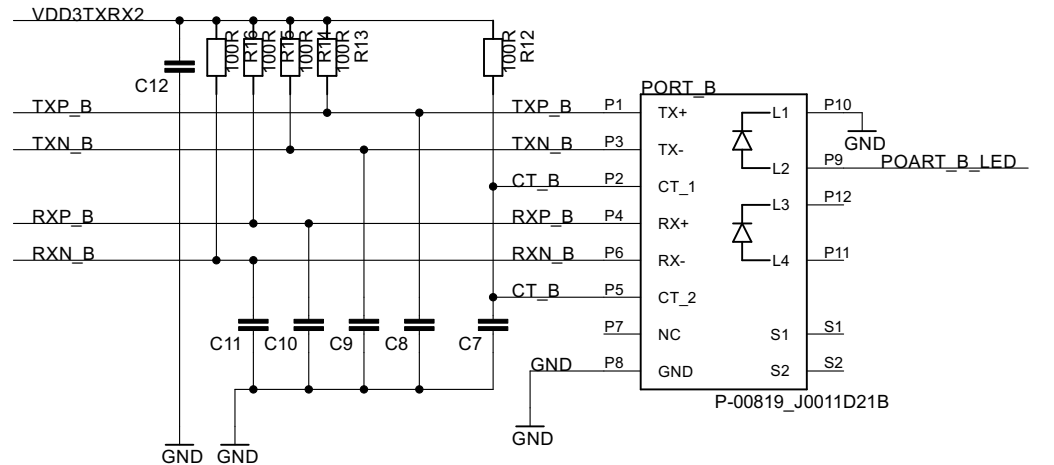 VDD3TXRX2
C12
100R
R16
100R
R15
100R
R14
100R
R13
100R
R12
PORT_B
TXP_B TXP_B P1 TX+ L1 P10
GND
TXN_B TXN_B P3 TX- L2 P9 POART_B_LED
CT_B P2 CT_1 L3 P12
RXP_B RXP_B P4 RX+
RXN_B RXN_B P6 RX- L4 P11
CT_B P5 CT_2
C11 C10 C9 C8 C7
P7 NC S1 S1
GND P8 GND S2 S2
P-00819_J0011D21B
GND
GND GND